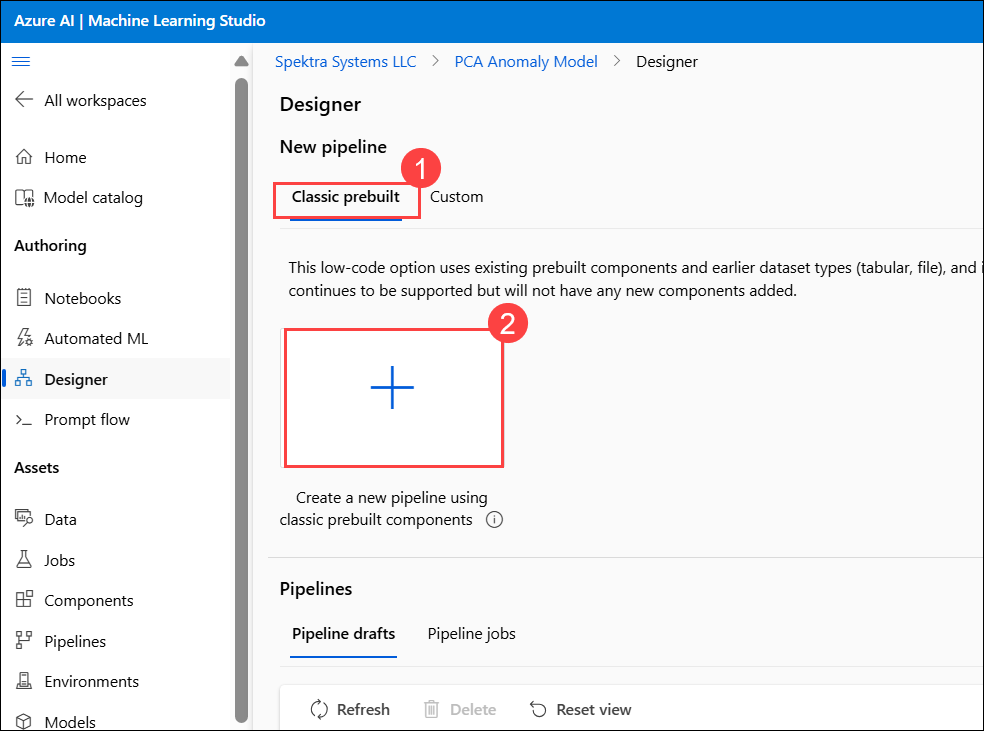 Azure AI | Machine Learning Studio
All workspaces
Home
Model catalog
Authoring
Notebooks
Automated ML
Designer
Prompt flow
Assets
Data
Jobs
Components
Pipelines
Environments
Models
Spektra Systems LLC > PCA Anomaly Model > Designer
Designer
New pipeline
1
Classic prebuilt Custom
This low-code option uses existing prebuilt components and earlier dataset types (tabular, file), and i
continues to be supported but will not have any new components added.
2
Create a new pipeline using
classic prebuilt components
Pipelines
Pipeline drafts Pipeline jobs
Refresh Delete Reset view